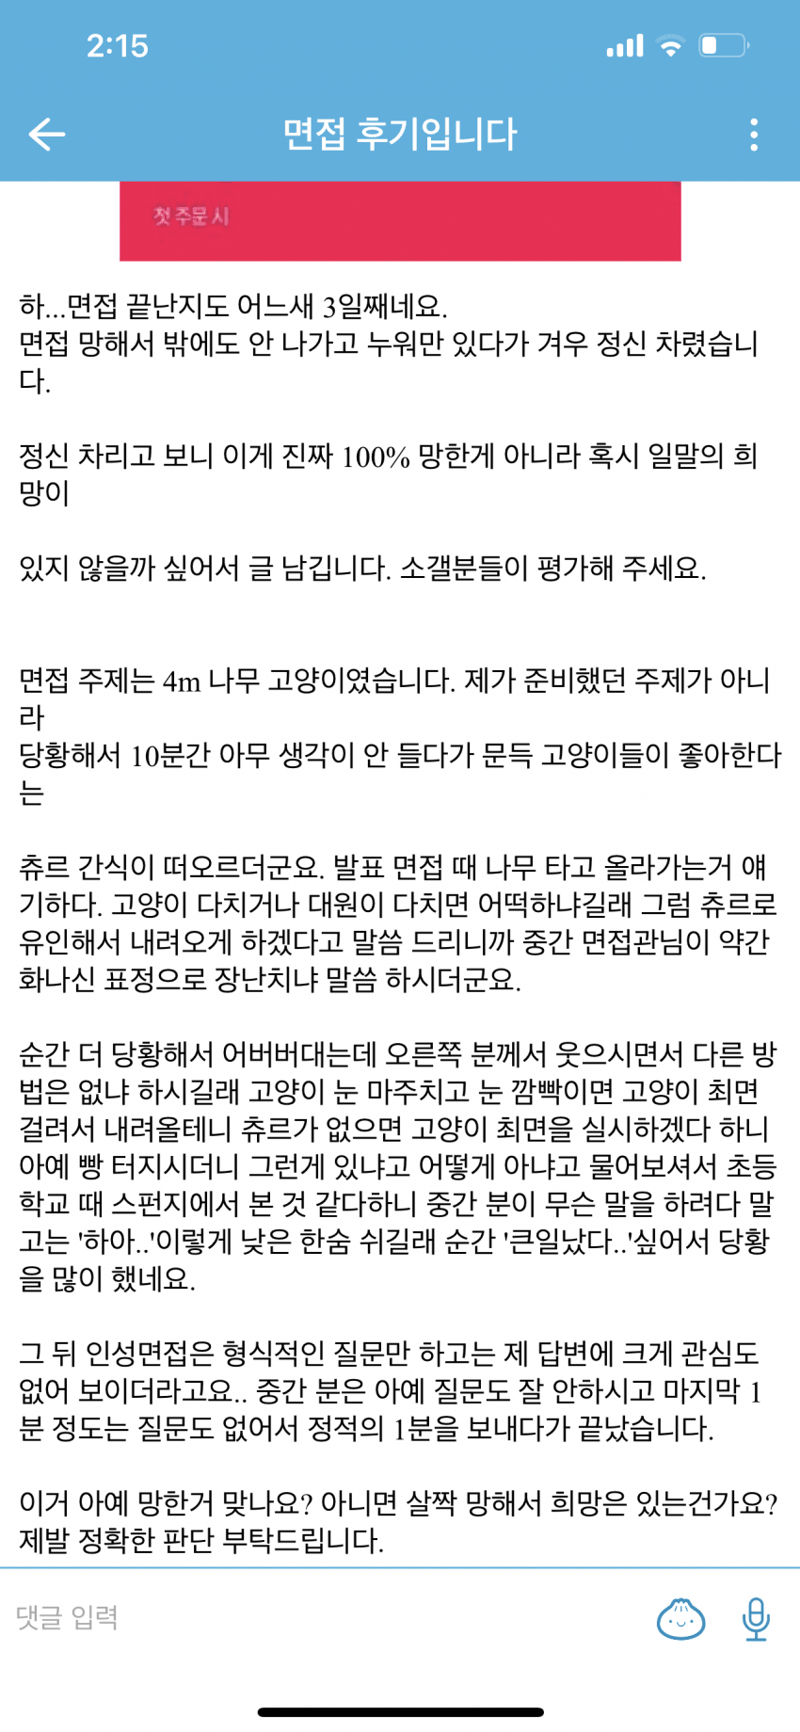 2:15
면접 후기입니다
첫 주문 시
하...면접 끝난지도 어느새 3일째네요.
면접 망해서 밖에도 안 나가고 누워만 있다가 겨우 정신 차렸습니
다.
정신 차리고 보니 이게 진짜 100% 망한게 아니라 혹시 일말의 희
망이
있지 않을까 싶어서 글 남깁니다. 소갤분들이 평가해 주세요.
면접 주제는 4m 나무 고양이였습니다. 제가 준비했던 주제가 아니
라
당황해서 10분간 아무 생각이 안 들다가 문득 고양이들이 좋아한다
는
츄르 간식이 떠오르더군요. 발표 면접 때 나무 타고 올라가는거 얘
기하다. 고양이 다치거나 대원이 다치면 어떡하냐길래 그럼 츄르로
유인해서 내려오게 하겠다고 말씀 드리니까 중간 면접관님이 약간
화나신 표정으로 장난치냐 말씀 하시더군요.
순간 더 당황해서 어버버대는데 오른쪽 분께서 웃으시면서 다른 방
법은 없냐 하시길래 고양이 눈 마주치고 눈 깜빡이면 고양이 최면
걸려서 내려올테니 츄르가 없으면 고양이 최면을 실시하겠다 하니
아예 빵 터지시더니 그런게 있냐고 어떻게 아냐고 물어보셔서 초등
학교 때 스펀지에서 본 것 같다하니 중간 분이 무슨 말을 하려다 말
고는 '하아..'이렇게 낮은 한숨 쉬길래 순간 '큰일났다..'싶어서 당황
을 많이 했네요.
그 뒤 인성면접은 형식적인 질문만 하고는 제 답변에 크게 관심도
없어 보이더라고요.. 중간 분은 아예 질문도 잘 안하시고 마지막 1
분 정도는 질문도 없어서 정적의 1분을 보내다가 끝났습니다.
이거 아예 망한거 맞나요? 아니면 살짝 망해서 희망은 있는건가요?
제발 정확한 판단 부탁드립니다.
댓글 입력